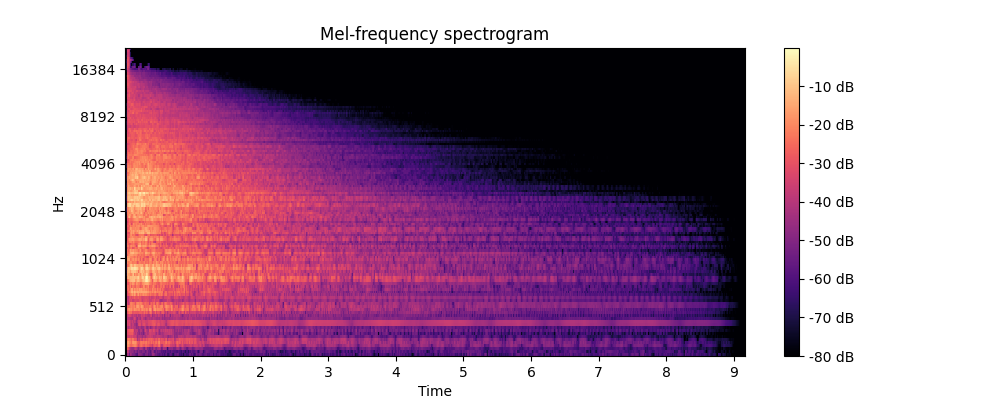 Mel-frequency spectrogram
Hz
16384
8192
4096
2048
1024
512
0
0 1 2 3 4 5 6 7 8 9
Time
-10 dB
-20 dB
-30 dB
-40 dB
-50 dB
-60 dB
-70 dB
-80 dB